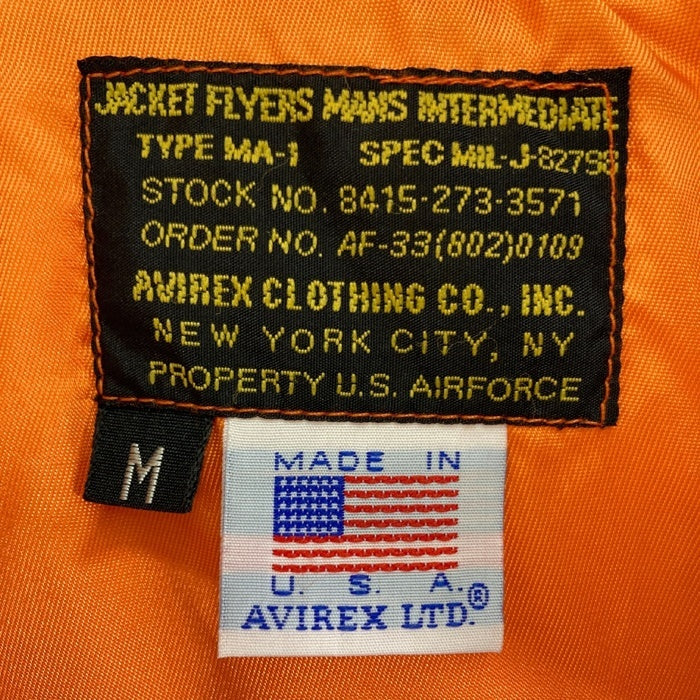 JACKET FLYERS MANS INTERMEDIATE
TYPE MA-1 SPEC MIL-J-8279S
STOCK NO. 8415-273-3571
ORDER NO. AF-33(802)0109
AVIREX CLOTHING CO., INC.
NEW YORK CITY, NY
PROPERTY U.S. AIRFORCE
M
MADE IN
U. S. A.
AVIREX LTD.®